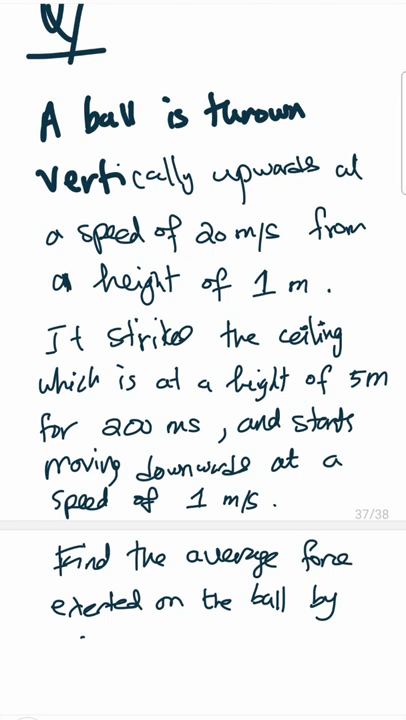 Q/
A ball is thrown
vertically upwards at
a speed of 20 m/s from
a height of 1 m.
It strikes the ceiling
which is at a hight of 5m
for 200 ms, and starts
moving downwards at a
speed of 1 m/s.
37/38
Find the average force
exerted on the ball by